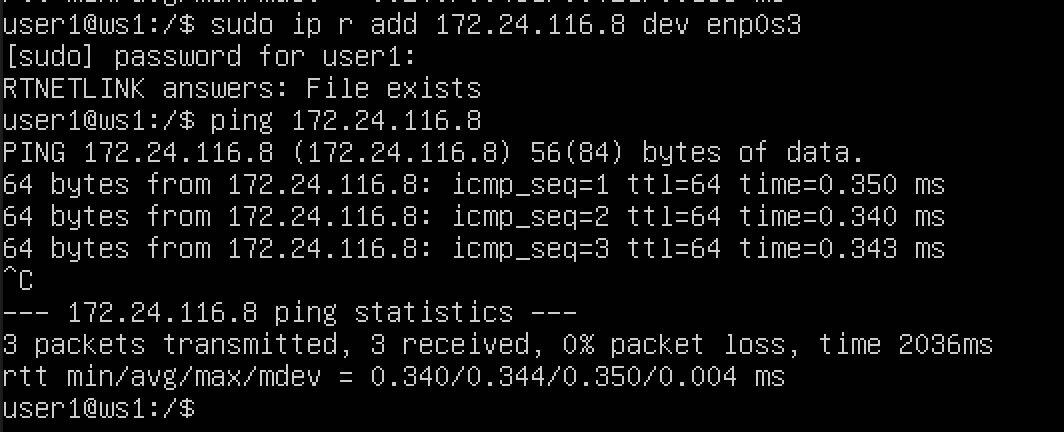 user1@ws1:/$ sudo ip r add 172.24.116.8 dev enp0s3
[sudo] password for user1:
RTNETLINK answers: File exists
user1@ws1:/$ ping 172.24.116.8
PING 172.24.116.8 (172.24.116.8) 56(84) bytes of data.
64 bytes from 172.24.116.8: icmp_seq=1 ttl=64 time=0.350 ms
64 bytes from 172.24.116.8: icmp_seq=2 ttl=64 time=0.340 ms
64 bytes from 172.24.116.8: icmp_seq=3 ttl=64 time=0.343 ms
^C
--- 172.24.116.8 ping statistics ---
3 packets transmitted, 3 received, 0% packet loss, time 2036ms
rtt min/avg/max/mdev = 0.340/0.344/0.350/0.004 ms
user1@ws1:/$